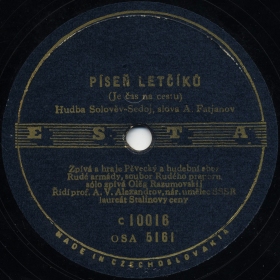 PÍSEŇ LETČÍKŮ
(Je čas na cestu)
Hudba Solověv-Sedoj, slova A. Fatjanov
ESTA
Zpívá a hraje Pěvecký a hudební sbor
Rudé armády, soubor Rudého praporu,
sólo zpívá Oleg Razumovskij
Řídí prof. A. V. Alexandrov, nár. umělec SSSR
laureát Stalinovy ceny
C 10016
OSA 5161
MADE IN CZECHOSLOVAKIA